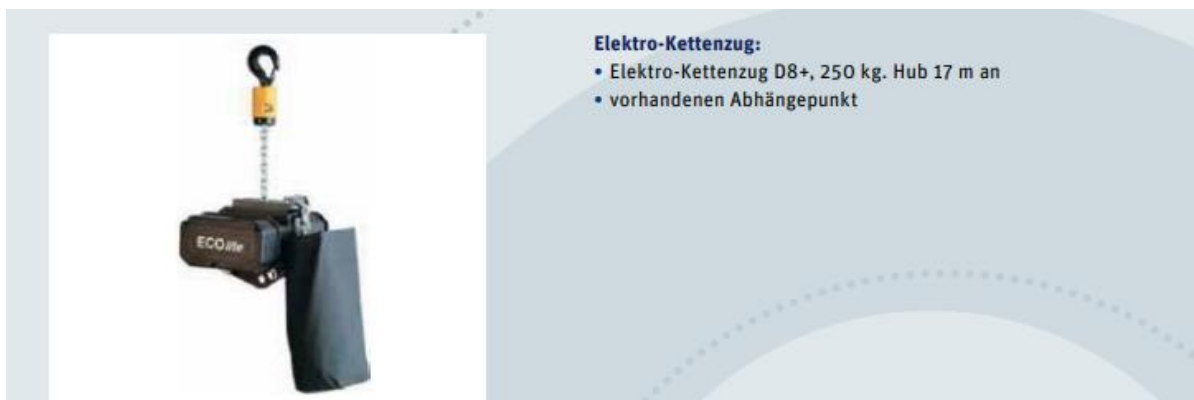 Elektro-Kettenzug:
• Elektro-Kettenzug D8+, 250 kg. Hub 17 m an
• vorhandenen Abhängepunkt
ECOlite